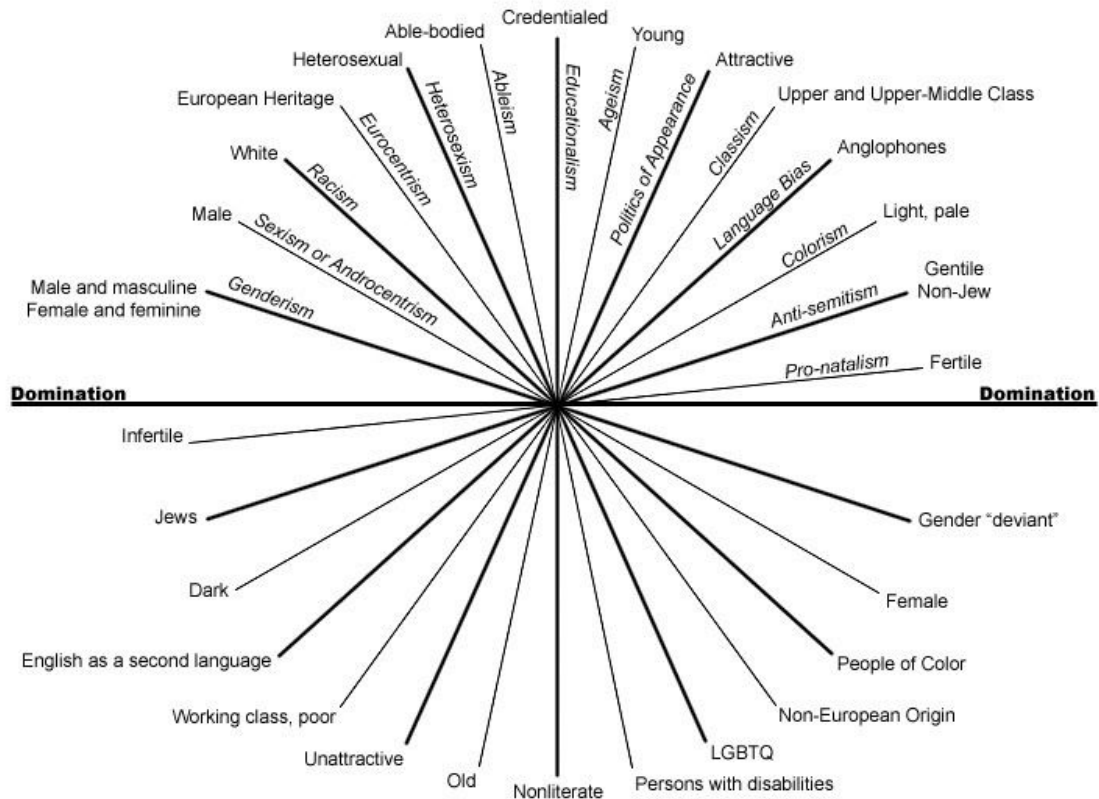 Credentialed
Able-bodied
Young
Heterosexual
Attractive
European Heritage
Upper and Upper-Middle Class
White
Anglophones
Male
Light, pale
Male and masculine
Female and feminine
Gentile
Non-Jew
Fertile
Genderism
Sexism or Androcentrism
Racism
Eurocentrism
Heterosexism
Ableism
Educationalism
Ageism
Politics of Appearance
Classism
Language Bias
Colorism
Anti-semitism
Pro-natalism
Domination
Domination
Infertile
Jews
Gender “deviant”
Dark
Female
English as a second language
People of Color
Working class, poor
Non-European Origin
Unattractive
LGBTQ
Old
Persons with disabilities
Nonliterate